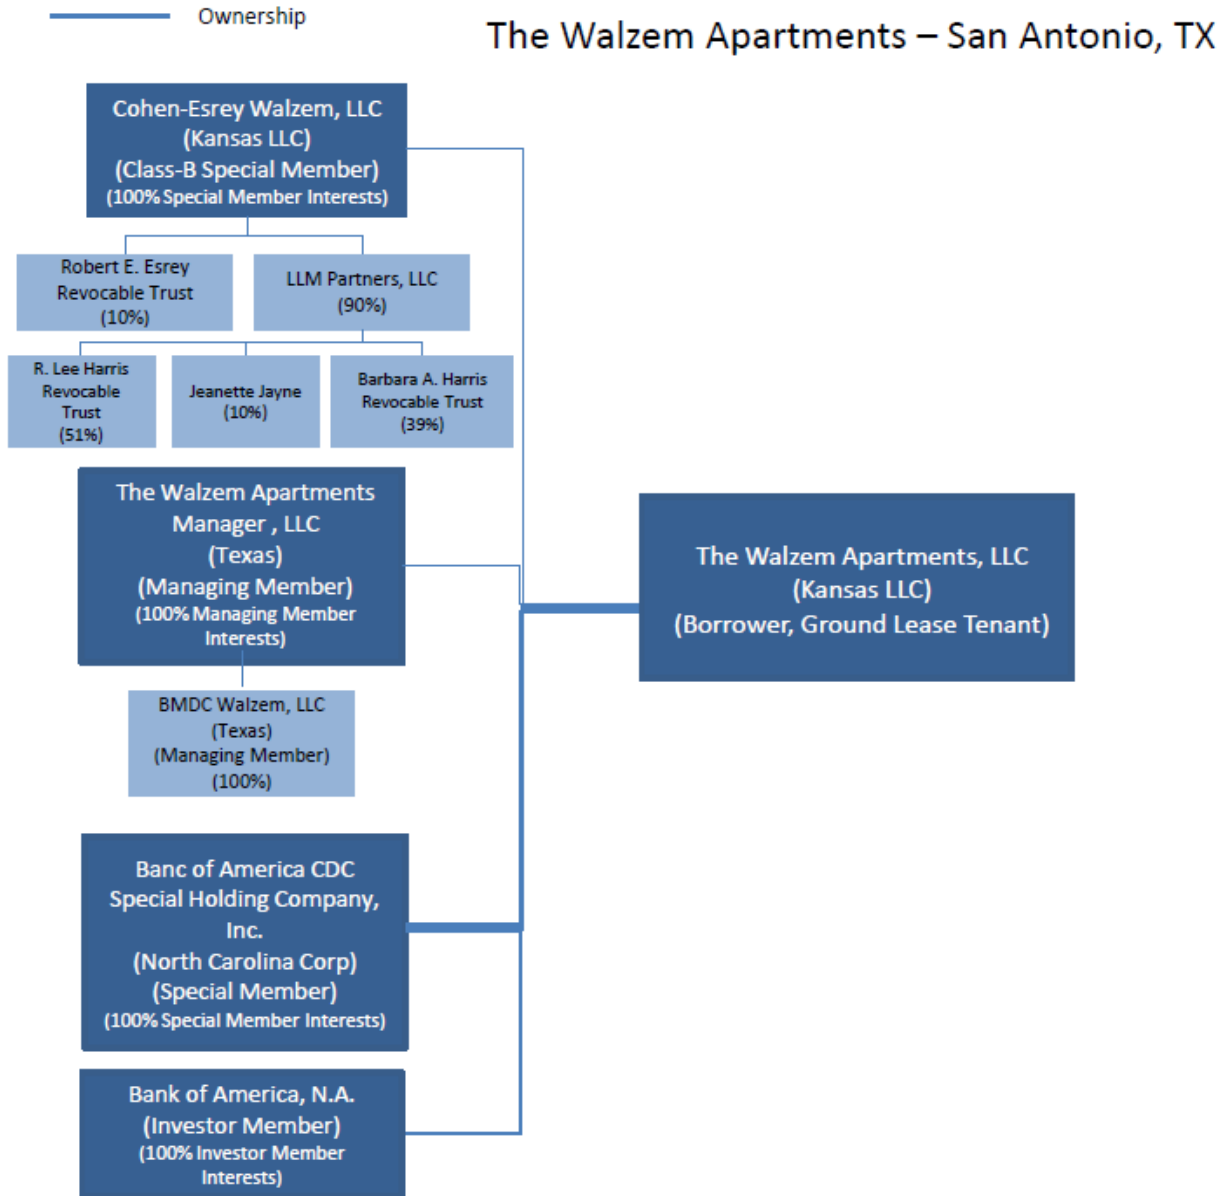 Ownership
The Walzem Apartments – San Antonio, TX
Cohen-Esrey Walzem, LLC
(Kansas LLC)
(Class-B Special Member)
(100% Special Member Interests)
Robert E. Esrey
Revocable Trust
(10%)
LLM Partners, LLC
(90%)
R. Lee Harris
Revocable
Trust
(51%)
Jeanette Jayne
(10%)
Barbara A. Harris
Revocable Trust
(39%)
The Walzem Apartments
Manager , LLC
(Texas)
(Managing Member)
(100% Managing Member
Interests)
BMDC Walzem, LLC
(Texas)
(Managing Member)
(100%)
The Walzem Apartments, LLC
(Kansas LLC)
(Borrower, Ground Lease Tenant)
Banc of America CDC
Special Holding Company,
Inc.
(North Carolina Corp)
(Special Member)
(100% Special Member Interests)
Bank of America, N.A.
(Investor Member)
(100% Investor Member
Interests)